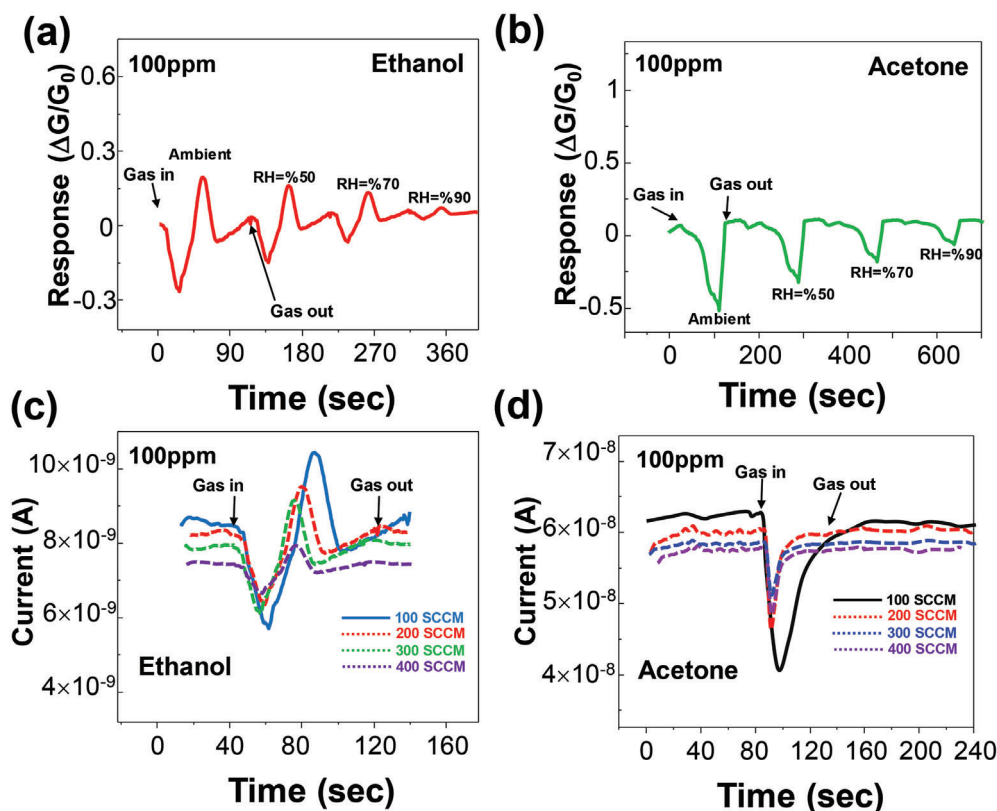 (a)
100ppm
Ethanol
0.6
0.3
0
-0.3
Response (ΔG/G₀)
Gas in
Ambient
RH=%50
RH=%70
RH=%90
Gas out
0 90 180 270 360
Time (sec)
(b)
100ppm
Acetone
1
0.5
0
-0.5
Response (ΔG/G₀)
Gas in
Gas out
Ambient
RH=%50
RH=%70
RH=%90
0 200 400 600
Time (sec)
(c)
100ppm
10×10⁻⁹
8×10⁻⁹
6×10⁻⁹
4×10⁻⁹
Current (A)
Gas in
Gas out
100 SCCM
200 SCCM
300 SCCM
400 SCCM
Ethanol
0 40 80 120 160
Time (sec)
(d)
100ppm
7×10⁻⁸
6×10⁻⁸
5×10⁻⁸
4×10⁻⁸
Current (A)
Gas in
Gas out
100 SCCM
200 SCCM
300 SCCM
400 SCCM
Acetone
0 40 80 120 160 200 240
Time (sec)